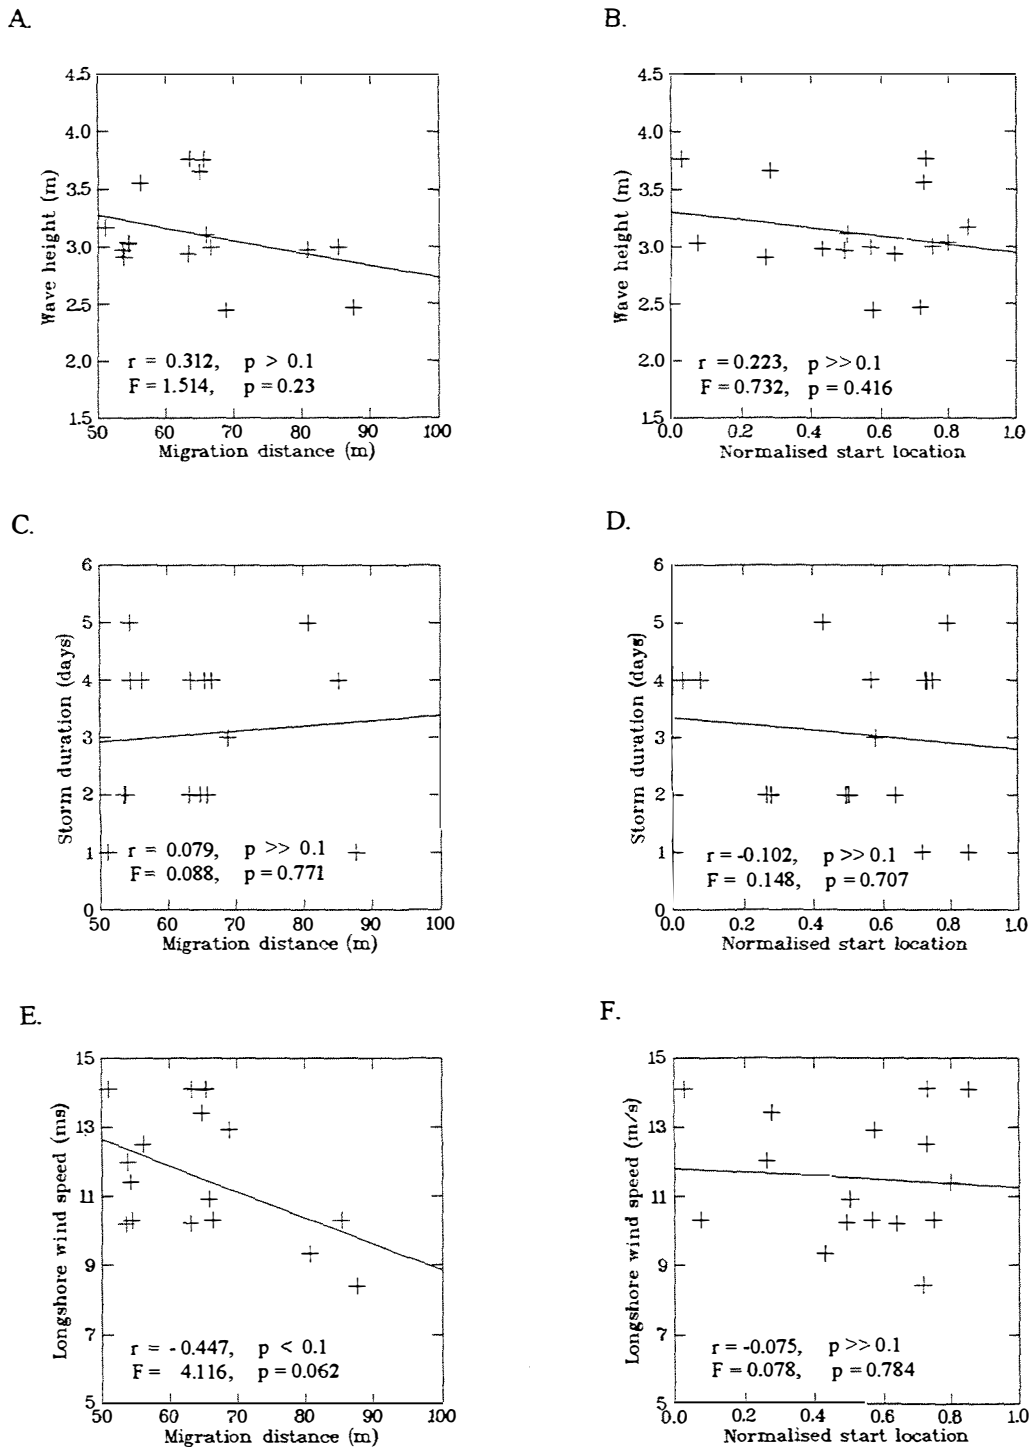 A.
4.5
4.0
3.5
3.0
2.5
2.0
1.5
Wave height (m)
r = 0.312, p > 0.1
F = 1.514, p = 0.23
50 60 70 80 90 100
Migration distance (m)
B.
4.5
4.0
3.5
3.0
2.5
2.0
1.5
Wave height (m)
r = 0.223, p >> 0.1
F = 0.732, p = 0.416
0.0 0.2 0.4 0.6 0.8 1.0
Normalised start location
C.
6
5
4
3
2
1
0
Storm duration (days)
r = 0.079, p >> 0.1
F = 0.088, p = 0.771
50 60 70 80 90 100
Migration distance (m)
D.
6
5
4
3
2
1
0
Storm duration (days)
r = -0.102, p >> 0.1
F = 0.148, p = 0.707
0.0 0.2 0.4 0.6 0.8 1.0
Normalised start location
E.
15
13
11
9
7
5
Longshore wind speed (ms)
r = - 0.447, p < 0.1
F = 4.116, p = 0.062
50 60 70 80 90 100
Migration distance (m)
F.
15
13
11
9
7
5
Longshore wind speed (m/s)
r = -0.075, p >> 0.1
F = 0.078, p = 0.784
0.0 0.2 0.4 0.6 0.8 1.0
Normalised start location